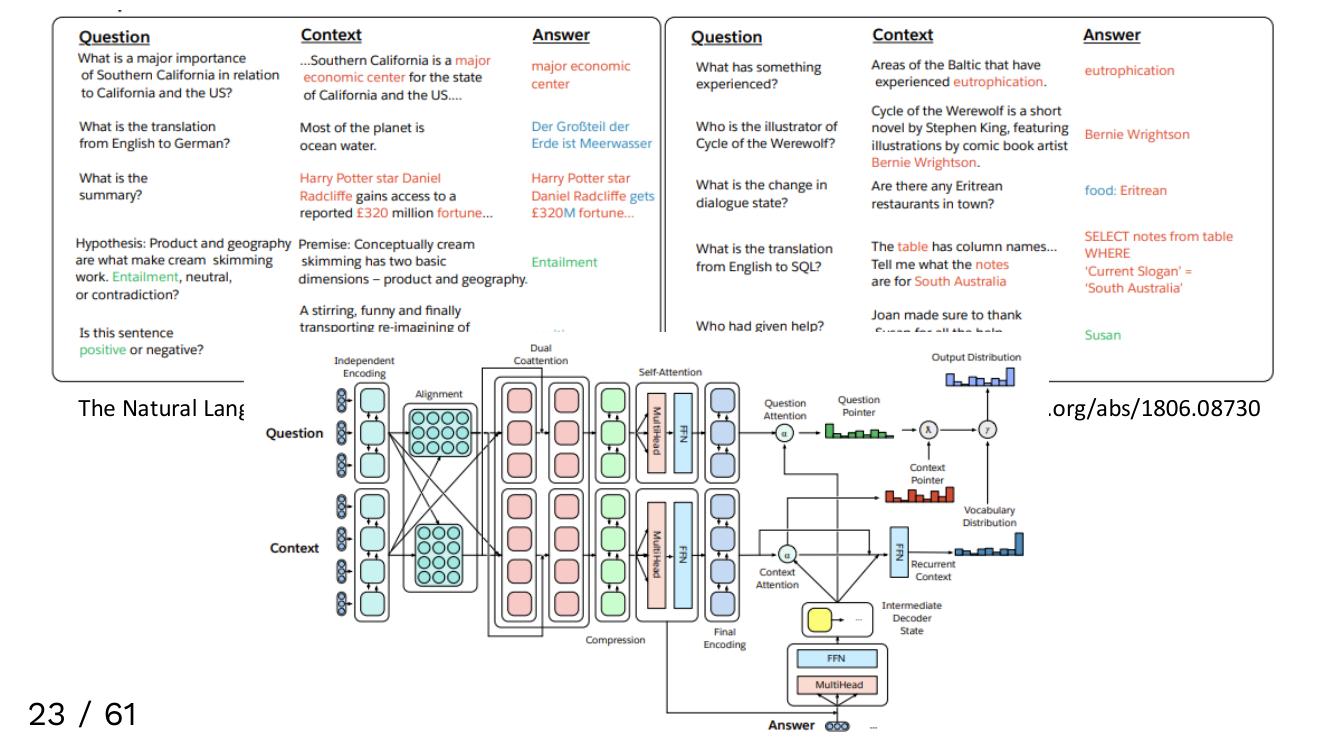 Question
Context
Answer
What is a major importance
of Southern California in relation
to California and the US?
...Southern California is a major
economic center for the state
of California and the US....
major economic
center
What is the translation
from English to German?
Most of the planet is
ocean water.
Der Großteil der
Erde ist Meerwasser
What is the
summary?
Harry Potter star Daniel
Radcliffe gains access to a
reported £320 million fortune...
Harry Potter star
Daniel Radcliffe gets
£320M fortune...
Hypothesis: Product and geography
are what make cream skimming
work. Entailment, neutral,
or contradiction?
Premise: Conceptually cream
skimming has two basic
dimensions – product and geography.
Entailment
Is this sentence
positive or negative?
A stirring, funny and finally
transporting re-imagining of
Question
Context
Answer
What has something
experienced?
Areas of the Baltic that have
experienced eutrophication.
eutrophication
Who is the illustrator of
Cycle of the Werewolf?
Cycle of the Werewolf is a short
novel by Stephen King, featuring
illustrations by comic book artist
Bernie Wrightson.
Bernie Wrightson
What is the change in
dialogue state?
Are there any Eritrean
restaurants in town?
food: Eritrean
What is the translation
from English to SQL?
The table has column names...
Tell me what the notes
are for South Australia
SELECT notes from table
WHERE
'Current Slogan' =
'South Australia'
Who had given help?
Joan made sure to thank
Susan for all the help
Susan
The Natural Lang
.org/abs/1806.08730
Independent
Encoding
Alignment
Dual
Coattention
Self-Attention
Question
Attention
Question
Pointer
Output Distribution
Question
MultiHead
FFN
α
λ
γ
Context
Pointer
Vocabulary
Distribution
Context
MultiHead
FFN
α
Context
Attention
FFN
Recurrent
Context
Compression
Final
Encoding
...
Intermediate
Decoder
State
FFN
MultiHead
Answer
...
23 / 61